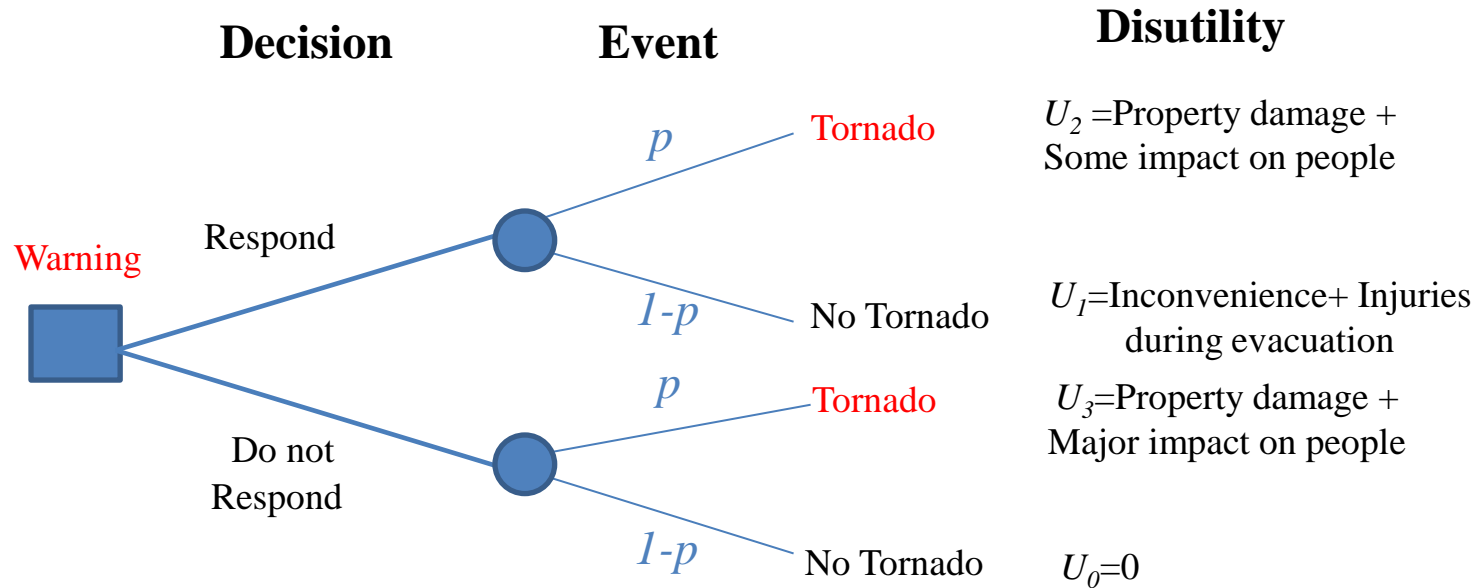 Decision Event Disutility
p Tornado U2 =Property damage +
Some impact on people
Respond
Warning
1-p No Tornado U1=Inconvenience+ Injuries
during evacuation
p Tornado U3=Property damage +
Major impact on people
Do not
Respond
1-p No Tornado U0=0